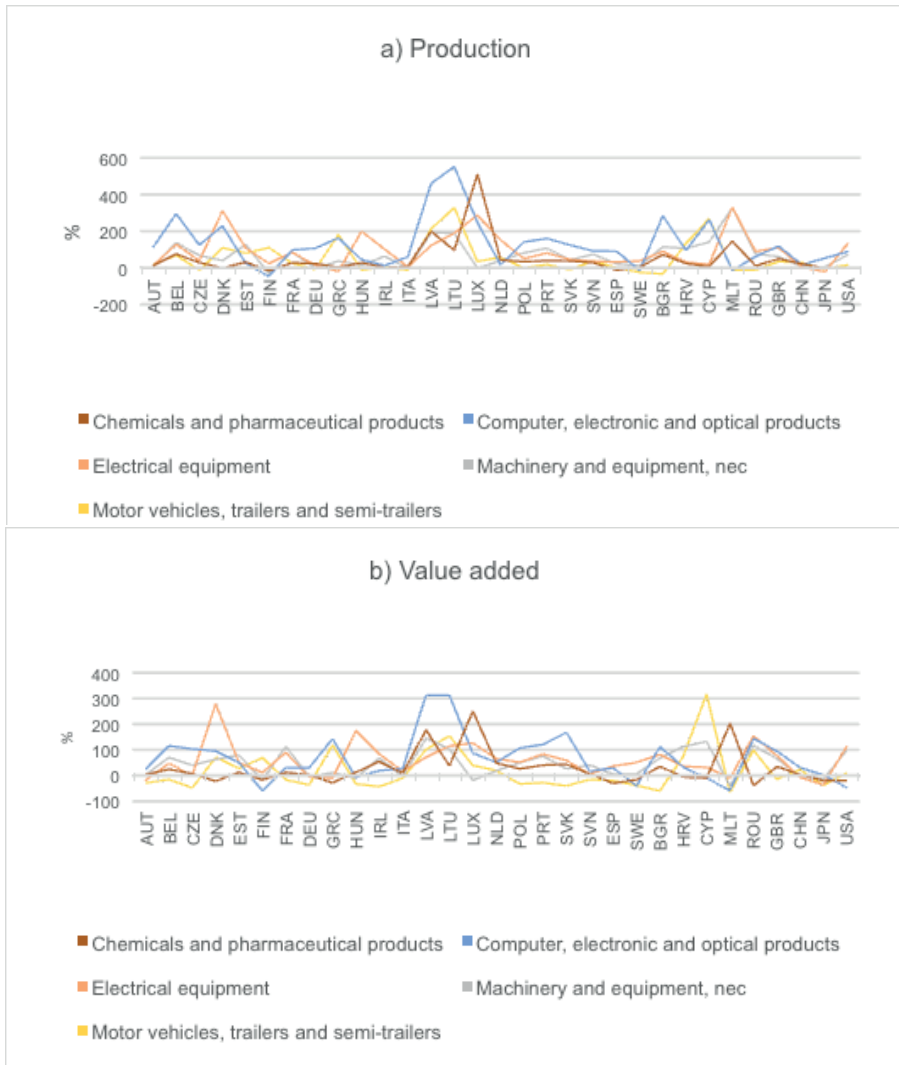 a) Production
600
400
200
0
-200
%
AUT BEL CZE DNK EST FIN FRA DEU GRC HUN IRL ITA LVA LTU LUX NLD POL PRT SVK SVN ESP SWE BGR HRV CYP MLT ROU GBR CHN JPN USA
Chemicals and pharmaceutical products Computer, electronic and optical products
Electrical equipment Machinery and equipment, nec
Motor vehicles, trailers and semi-trailers
b) Value added
400
300
200
100
0
-100
%
AUT BEL CZE DNK EST FIN FRA DEU GRC HUN IRL ITA LVA LTU LUX NLD POL PRT SVK SVN ESP SWE BGR HRV CYP MLT ROU GBR CHN JPN USA
Chemicals and pharmaceutical products Computer, electronic and optical products
Electrical equipment Machinery and equipment, nec
Motor vehicles, trailers and semi-trailers